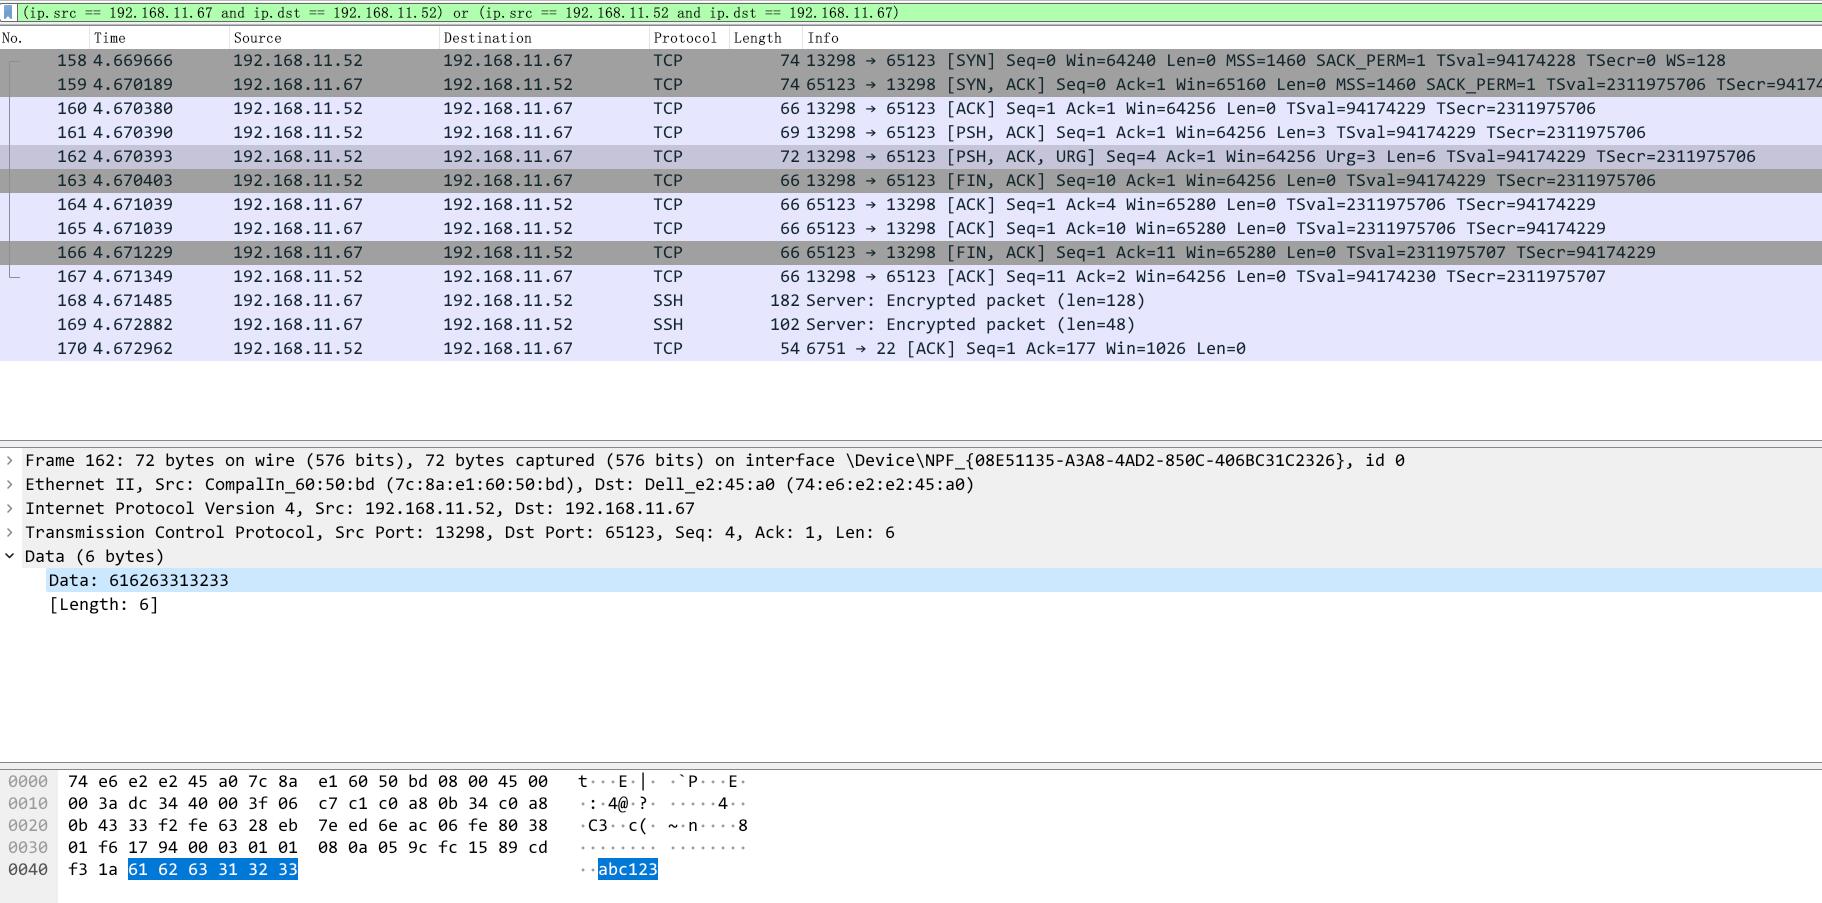 (ip.src == 192.168.11.67 and ip.dst == 192.168.11.52) or (ip.src == 192.168.11.52 and ip.dst == 192.168.11.67)
No. Time Source Destination Protocol Length Info
158 4.669666 192.168.11.52 192.168.11.67 TCP 74 13298 → 65123 [SYN] Seq=0 Win=64240 Len=0 MSS=1460 SACK_PERM=1 TSval=94174228 TSecr=0 WS=128
159 4.670189 192.168.11.67 192.168.11.52 TCP 74 65123 → 13298 [SYN, ACK] Seq=0 Ack=1 Win=65160 Len=0 MSS=1460 SACK_PERM=1 TSval=2311975706 TSecr=94174
160 4.670380 192.168.11.52 192.168.11.67 TCP 66 13298 → 65123 [ACK] Seq=1 Ack=1 Win=64256 Len=0 TSval=94174229 TSecr=2311975706
161 4.670390 192.168.11.52 192.168.11.67 TCP 69 13298 → 65123 [PSH, ACK] Seq=1 Ack=1 Win=64256 Len=3 TSval=94174229 TSecr=2311975706
162 4.670393 192.168.11.52 192.168.11.67 TCP 72 13298 → 65123 [PSH, ACK, URG] Seq=4 Ack=1 Win=64256 Urg=3 Len=6 TSval=94174229 TSecr=2311975706
163 4.670403 192.168.11.52 192.168.11.67 TCP 66 13298 → 65123 [FIN, ACK] Seq=10 Ack=1 Win=64256 Len=0 TSval=94174229 TSecr=2311975706
164 4.671039 192.168.11.67 192.168.11.52 TCP 66 65123 → 13298 [ACK] Seq=1 Ack=4 Win=65280 Len=0 TSval=2311975706 TSecr=94174229
165 4.671039 192.168.11.67 192.168.11.52 TCP 66 65123 → 13298 [ACK] Seq=1 Ack=10 Win=65280 Len=0 TSval=2311975706 TSecr=94174229
166 4.671229 192.168.11.67 192.168.11.52 TCP 66 65123 → 13298 [FIN, ACK] Seq=1 Ack=11 Win=65280 Len=0 TSval=2311975707 TSecr=94174229
167 4.671349 192.168.11.52 192.168.11.67 TCP 66 13298 → 65123 [ACK] Seq=11 Ack=2 Win=64256 Len=0 TSval=94174230 TSecr=2311975707
168 4.671485 192.168.11.67 192.168.11.52 SSH 182 Server: Encrypted packet (len=128)
169 4.672882 192.168.11.67 192.168.11.52 SSH 102 Server: Encrypted packet (len=48)
170 4.672962 192.168.11.52 192.168.11.67 TCP 54 6751 → 22 [ACK] Seq=1 Ack=177 Win=1026 Len=0
Frame 162: 72 bytes on wire (576 bits), 72 bytes captured (576 bits) on interface \Device\NPF_{08E51135-A3A8-4AD2-850C-406BC31C2326}, id 0
Ethernet II, Src: CompalIn_60:50:bd (7c:8a:e1:60:50:bd), Dst: Dell_e2:45:a0 (74:e6:e2:e2:45:a0)
Internet Protocol Version 4, Src: 192.168.11.52, Dst: 192.168.11.67
Transmission Control Protocol, Src Port: 13298, Dst Port: 65123, Seq: 4, Ack: 1, Len: 6
Data (6 bytes)
Data: 616263313233
[Length: 6]
0000 74 e6 e2 e2 45 a0 7c 8a e1 60 50 bd 08 00 45 00 t···E·|· ·`P···E·
0010 00 3a dc 34 40 00 3f 06 c7 c1 c0 a8 0b 34 c0 a8 ·:·4@·?· ·····4··
0020 0b 43 33 f2 fe 63 28 eb 7e ed 6e ac 06 fe 80 38 ·C3··c(· ~·n····8
0030 01 f6 17 94 00 03 01 01 08 0a 05 9c fc 15 89 cd ········ ········
0040 f3 1a 61 62 63 31 32 33 ··abc123